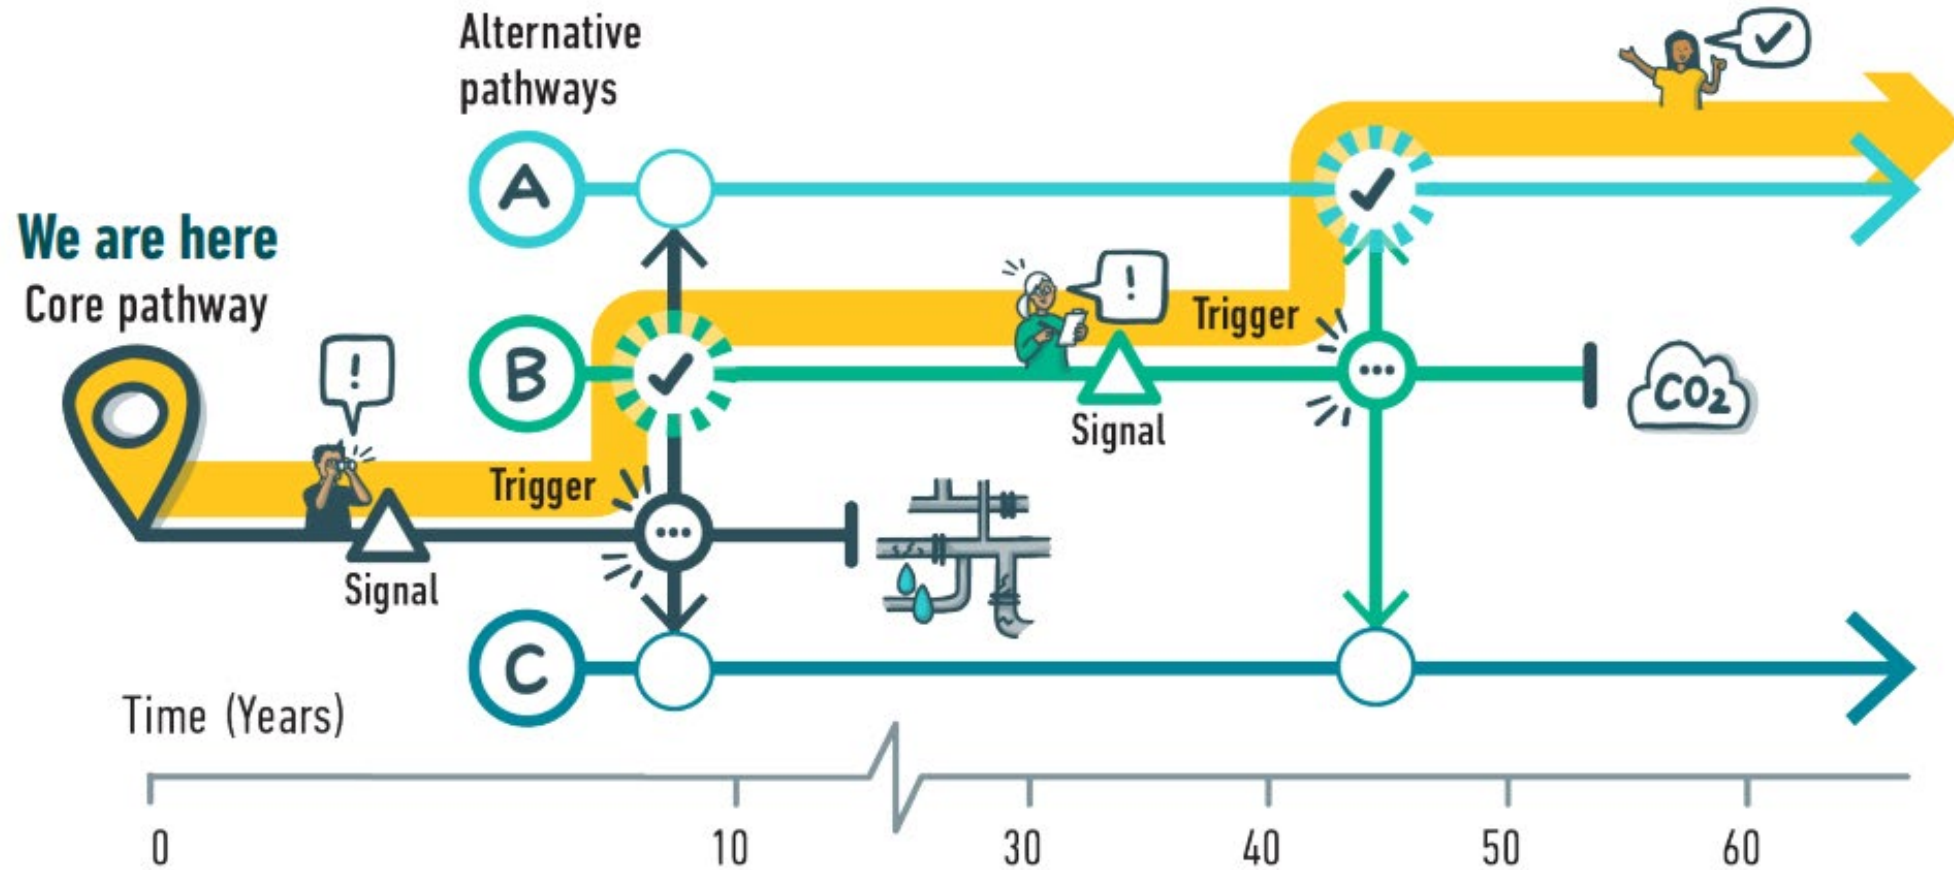 Alternative
pathways
A
We are here
Core pathway
!
!
Trigger
B
CO2
Signal
Trigger
...
...
Signal
C
Time (Years)
0
10
30
40
50
60